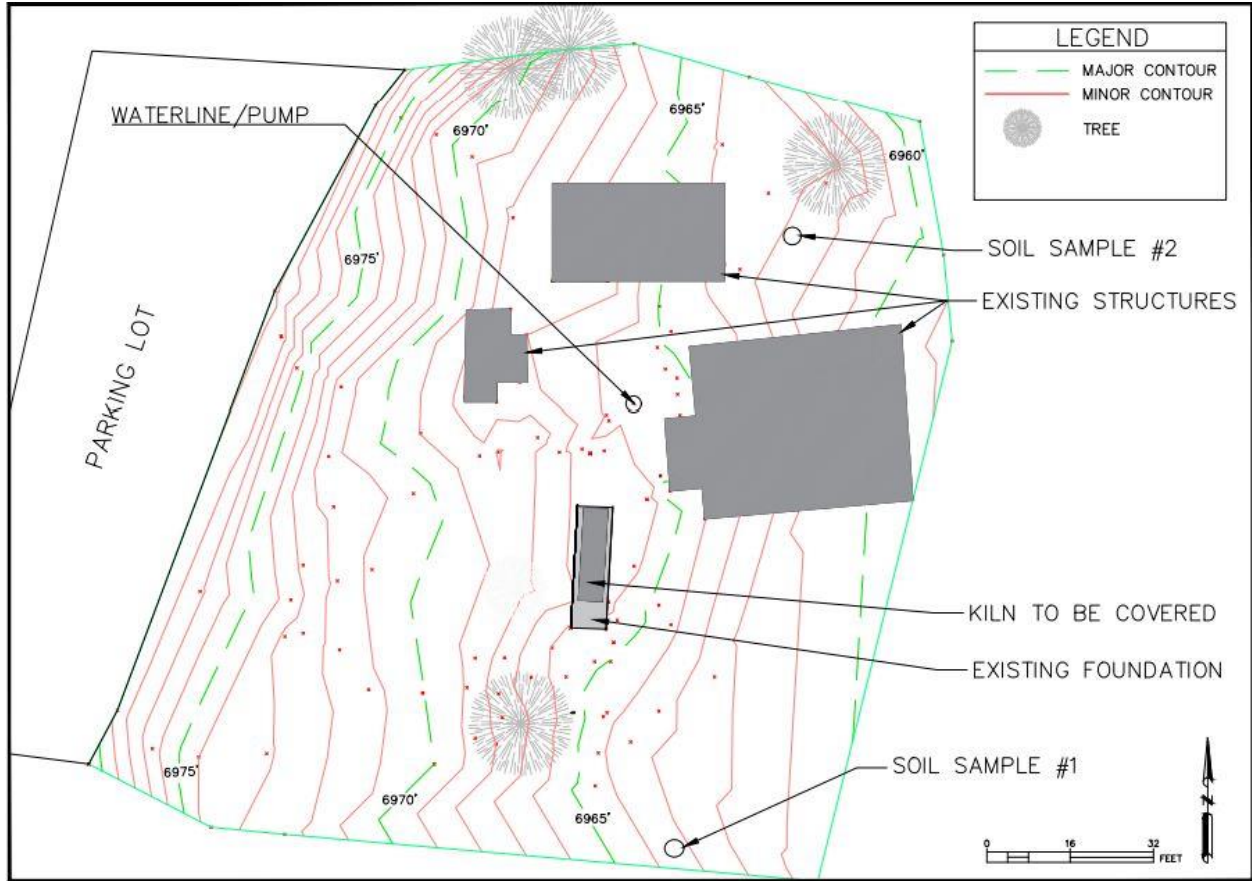 LEGEND
MAJOR CONTOUR
MINOR CONTOUR
TREE
WATERLINE/PUMP
6965'
6970'
6960'
SOIL SAMPLE #2
6975'
EXISTING STRUCTURES
PARKING LOT
KILN TO BE COVERED
EXISTING FOUNDATION
SOIL SAMPLE #1
6975'
6970'
6965'
N
0 16 32
FEET